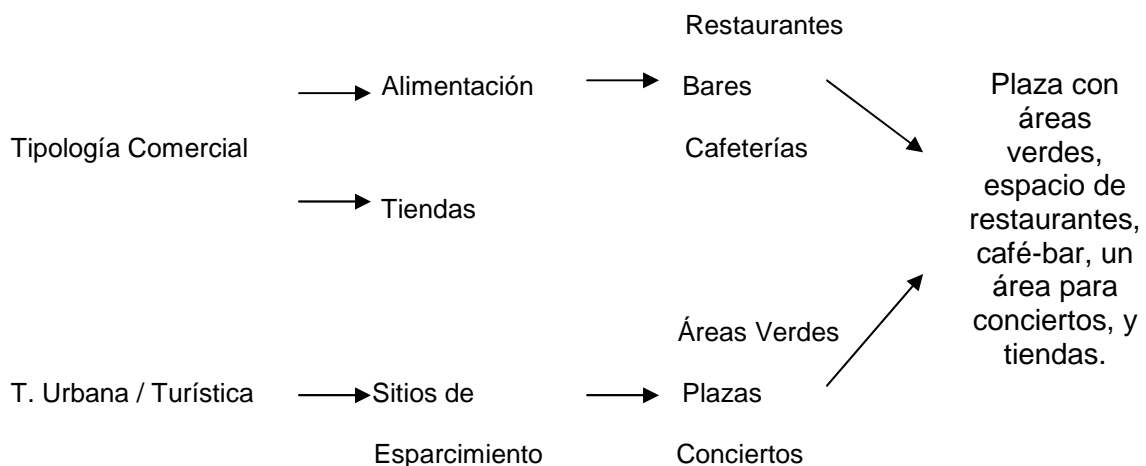 Restaurantes
Alimentación
Bares
Tipología Comercial
Cafeterías
Tiendas
Plaza con
áreas
verdes,
espacio de
restaurantes,
café-bar, un
área para
conciertos, y
tiendas.
Áreas Verdes
T. Urbana / Turística
Sitios de
Plazas
Esparcimiento
Conciertos